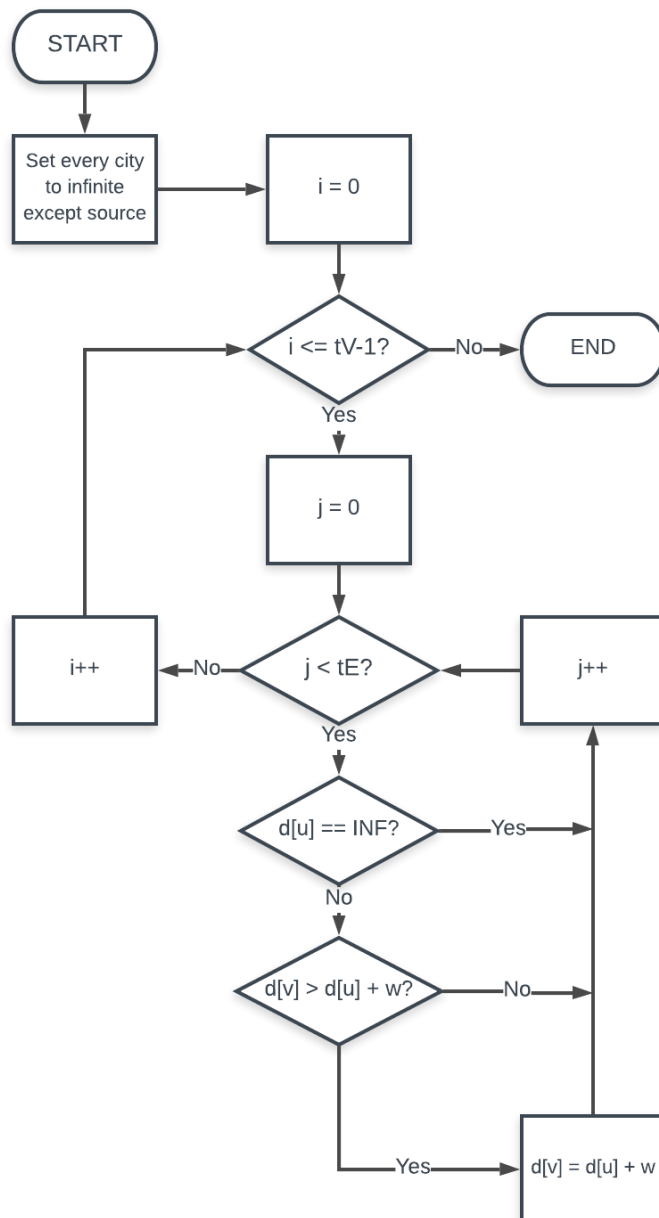 START
Set every city
to infinite
except source
i = 0
i <= tV-1?
No
END
Yes
j = 0
i++
No
j < tE?
j++
Yes
d[u] == INF?
Yes
No
d[v] > d[u] + w?
No
Yes
d[v] = d[u] + w